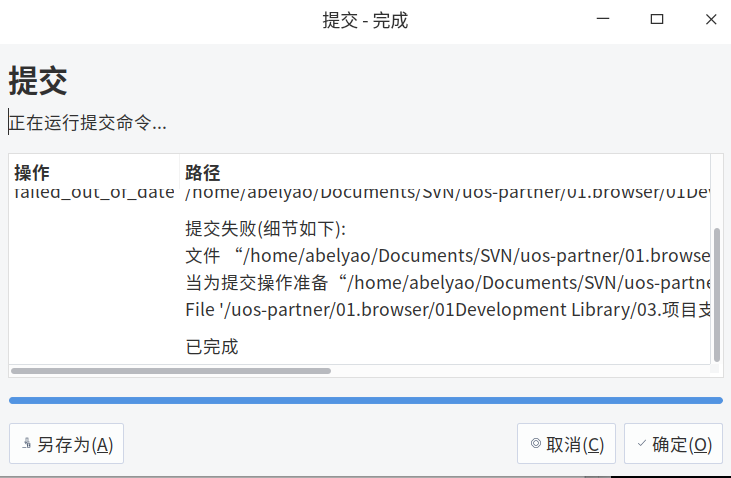 提交 - 完成
提交
正在运行提交命令...
操作 路径
failed_out_of_date /home/abelyao/Documents/SVN/uos-partner/01.browser/01Dev
提交失败(细节如下):
文件 “/home/abelyao/Documents/SVN/uos-partner/01.browse
当为提交操作准备“/home/abelyao/Documents/SVN/uos-partne
File '/uos-partner/01.browser/01Development Library/03.项目支
已完成
另存为(A) 取消(C) 确定(O)